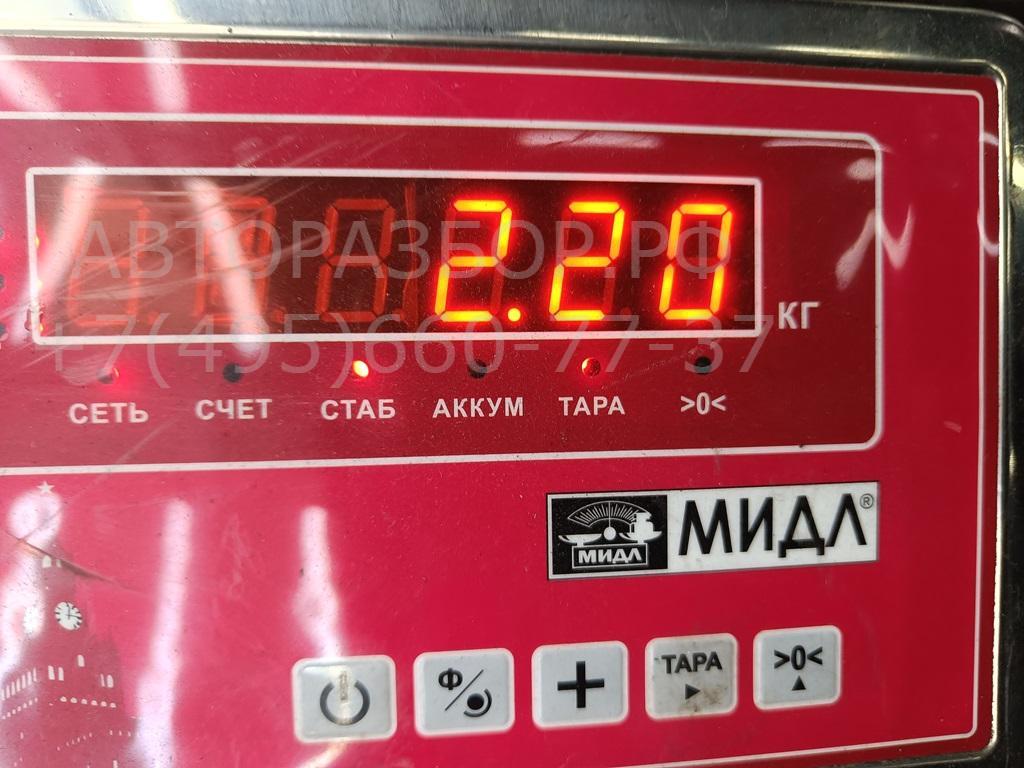 2.20
КГ
АВТОРАЗБОР.РФ
+7(495)660-77-37
СЕТЬ СЧЕТ СТАБ АККУМ ТАРА >0<
МИДЛ МИДЛ®
Ф/ + ТАРА >0<